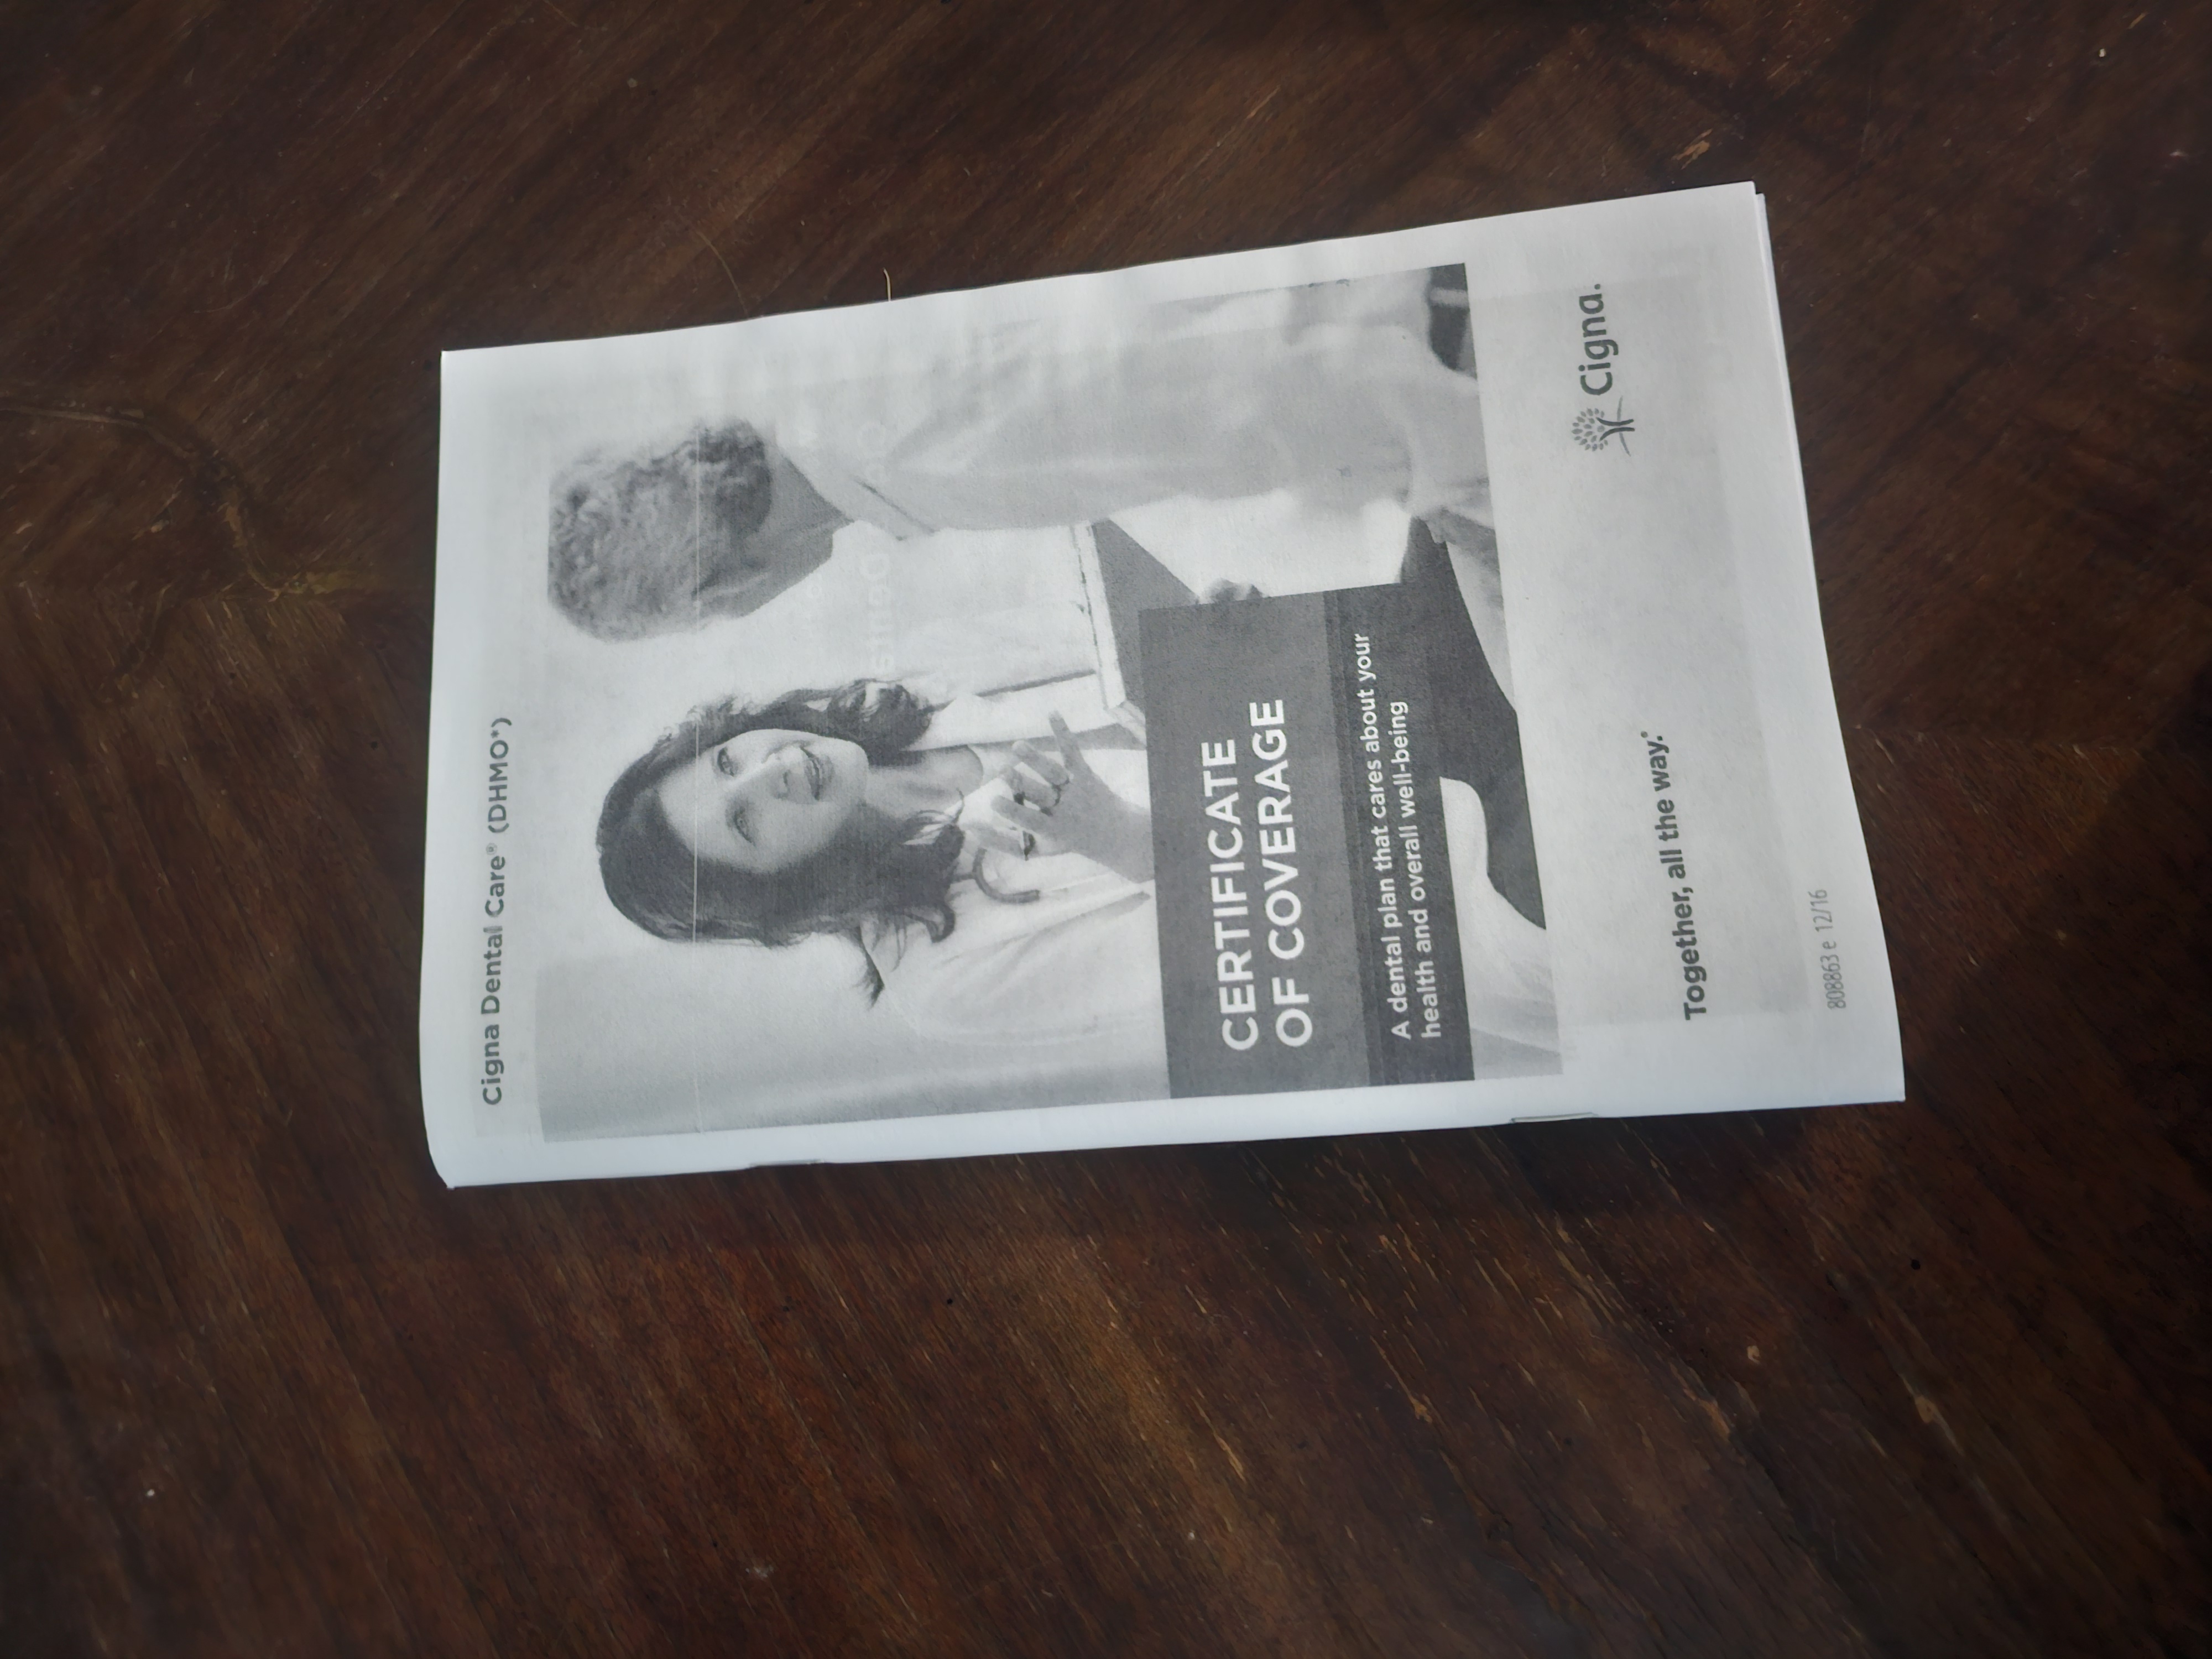 Cigna Dental Care® (DHMO*)
CERTIFICATE
OF COVERAGE
A dental plan that cares about your
health and overall well-being
Together, all the way.®
Cigna.
808863 e 12/16